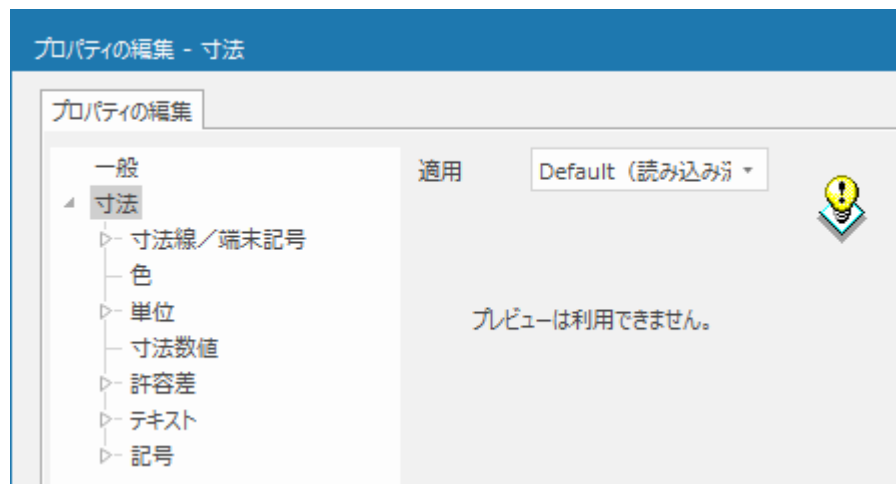 プロパティの編集 - 寸法
プロパティの編集
一般
適用
Default（読み込み済
寸法
寸法線／端末記号
色
単位
プレビューは利用できません。
寸法数値
許容差
テキスト
記号